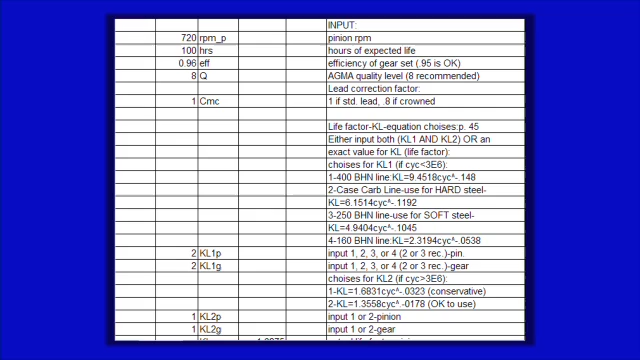 INPUT:
720 rpm_p pinion rpm
100 hrs hours of expected life
0.96 eff efficiency of gear set (.95 is OK)
8 Q AGMA quality level (8 recommended)
Lead correction factor:
1 Cmc 1 if std. lead, .8 if crowned
Life factor-KL-equation choises:p. 45
Either input both (KL1 AND KL2) OR an
exact value for KL (life factor):
choises for KL1 (if cyc<3E6):
1-400 BHN line:KL=9.4518cyc^-.148
2-Case Carb Line-use for HARD steel-
KL=6.1514cyc^-.1192
3-250 BHN line-use for SOFT steel-
KL=4.9404cyc^-.1045
4-160 BHN line:KL=2.3194cyc^-.0538
2 KL1p input 1, 2, 3, or 4 (2 or 3 rec.)-pin.
2 KL1g input 1, 2, 3, or 4 (2 or 3 rec.)-gear
choises for KL2 (if cyc>3E6):
1-KL=1.6831cyc^-.0323 (conservative)
2-KL=1.3558cyc^-.0178 (OK to use)
1 KL2p input 1 or 2-pinion
1 KL2g input 1 or 2-gear